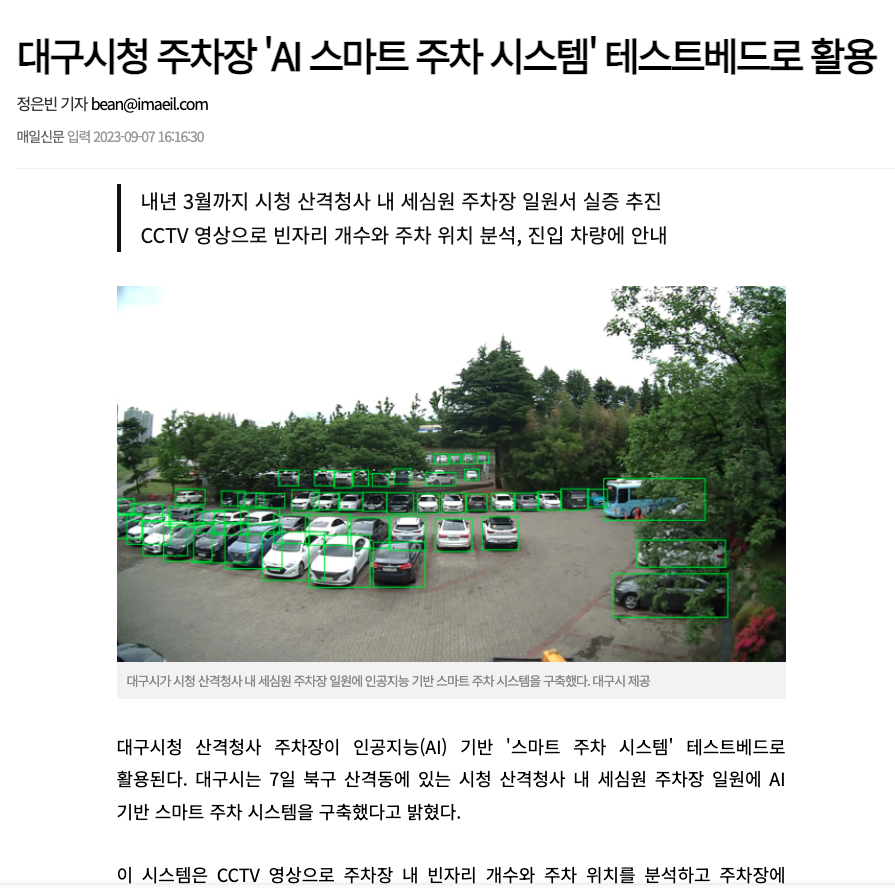 대구시청 주차장 'AI 스마트 주차 시스템' 테스트베드로 활용
정은빈 기자 bean@imaeil.com
매일신문 입력 2023-09-07 16:16:30
내년 3월까지 시청 산격청사 내 세심원 주차장 일원서 실증 추진
CCTV 영상으로 빈자리 개수와 주차 위치 분석, 진입 차량에 안내
대구시가 시청 산격청사 내 세심원 주차장 일원에 인공지능 기반 스마트 주차 시스템을 구축했다. 대구시 제공
대구시청 산격청사 주차장이 인공지능(AI) 기반 '스마트 주차 시스템' 테스트베드로
활용된다. 대구시는 7일 북구 산격동에 있는 시청 산격청사 내 세심원 주차장 일원에 AI
기반 스마트 주차 시스템을 구축했다고 밝혔다.
이 시스템은 CCTV 영상으로 주차장 내 빈자리 개수와 주차 위치를 분석하고 주차장에